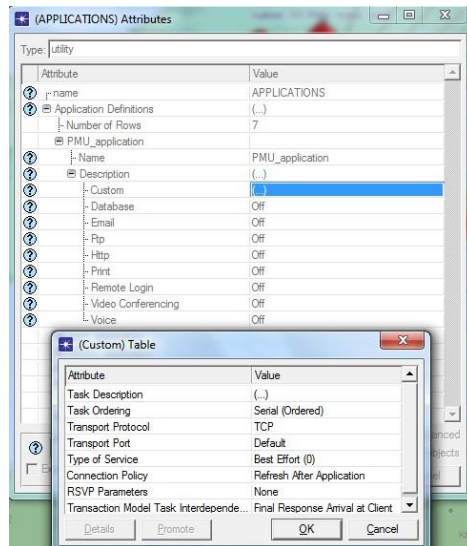 (APPLICATIONS) Attributes
Type: utility
Attribute Value
name APPLICATIONS
Application Definitions (...)
Number of Rows 7
PMU_application
Name PMU_application
Description (...)
Custom (...)
Database Off
Email Off
Ftp Off
Http Off
Print Off
Remote Login Off
Video Conferencing Off
Voice Off
(Custom) Table
Attribute Value
Task Description (...)
Task Ordering Serial (Ordered)
Transport Protocol TCP
Transport Port Default
Type of Service Best Effort (0)
Connection Policy Refresh After Application
RSVP Parameters None
Transaction Model Task Interdepende... Final Response Arrival at Client
Details Promote OK Cancel